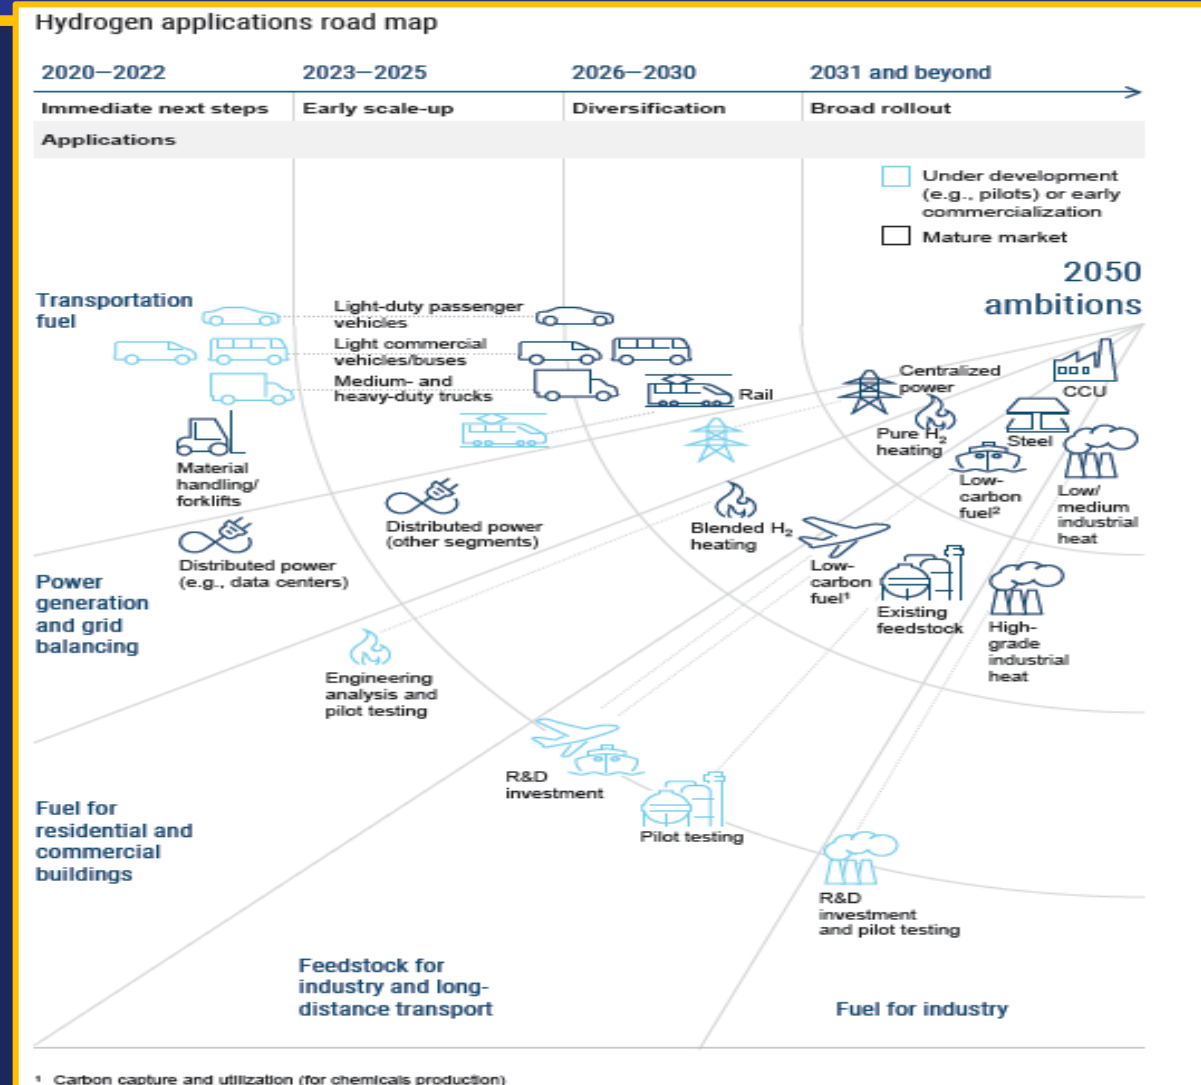 Hydrogen applications road map
2020—2022
2023—2025
2026—2030
2031 and beyond
Immediate next steps
Early scale-up
Diversification
Broad rollout
Applications
Under development
(e.g., pilots) or early
commercialization
Mature market
2050
ambitions
Transportation
fuel
Light-duty passenger
vehicles
Light commercial
vehicles/buses
Medium- and
heavy-duty trucks
Rail
Material
handling/
forklifts
Centralized
power
CCU
Pure H₂
heating
Steel
Low-
carbon
fuel²
Low/
medium
industrial
heat
Distributed power
(other segments)
Blended H₂
heating
Distributed power
(e.g., data centers)
Low-
carbon
fuel¹
Existing
feedstock
High-
grade
industrial
heat
Power
generation
and grid
balancing
Engineering
analysis and
pilot testing
R&D
investment
Pilot testing
Fuel for
residential and
commercial
buildings
R&D
investment
and pilot testing
Feedstock for
industry and long-
distance transport
Fuel for industry
¹ Carbon capture and utilization (for chemicals production)